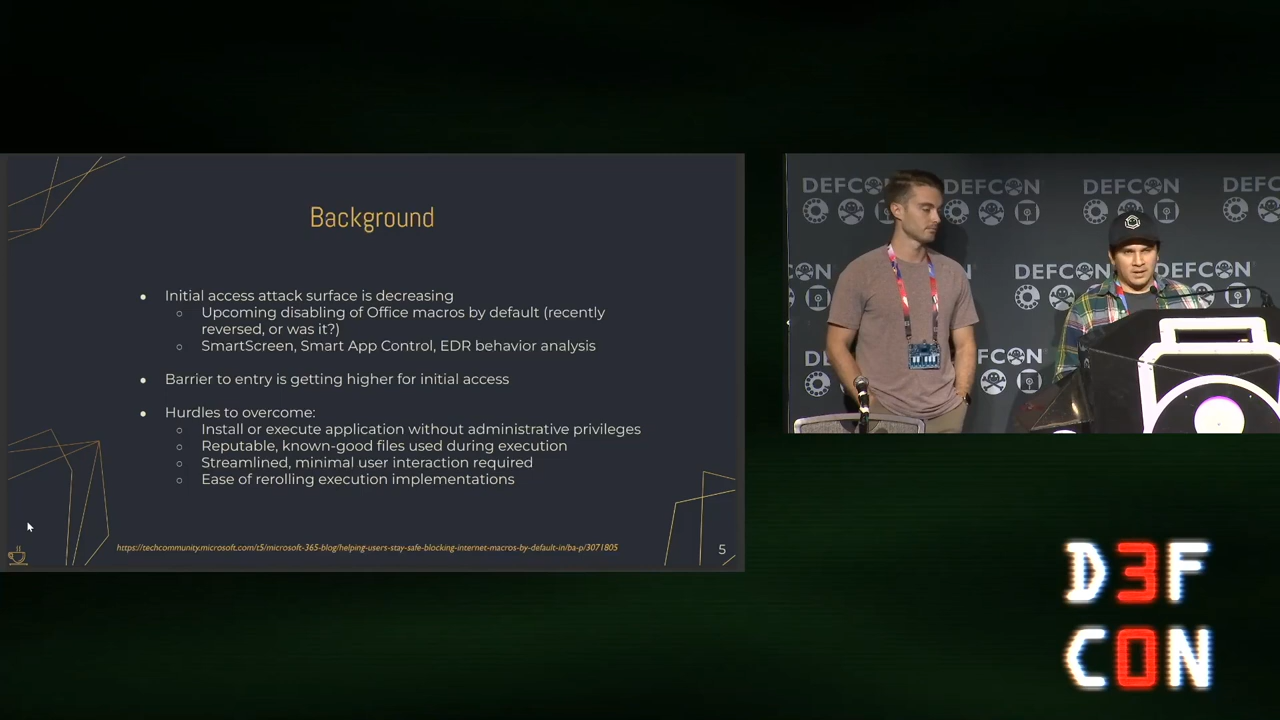 Background
Initial access attack surface is decreasing
Upcoming disabling of Office macros by default (recently
reversed, or was it?)
SmartScreen, Smart App Control, EDR behavior analysis
Barrier to entry is getting higher for initial access
Hurdles to overcome:
Install or execute application without administrative privileges
Reputable, known-good files used during execution
Streamlined, minimal user interaction required
Ease of rerolling execution implementations
https://techcommunity.microsoft.com/t5/microsoft-365-blog/helping-users-stay-safe-blocking-internet-macros-by-default-in/ba-p/3071805
5
DEFCON DEFCON DEFCON DEFC
CON DEFCON DEFCON
DEFCON FCON
D3F
C0N